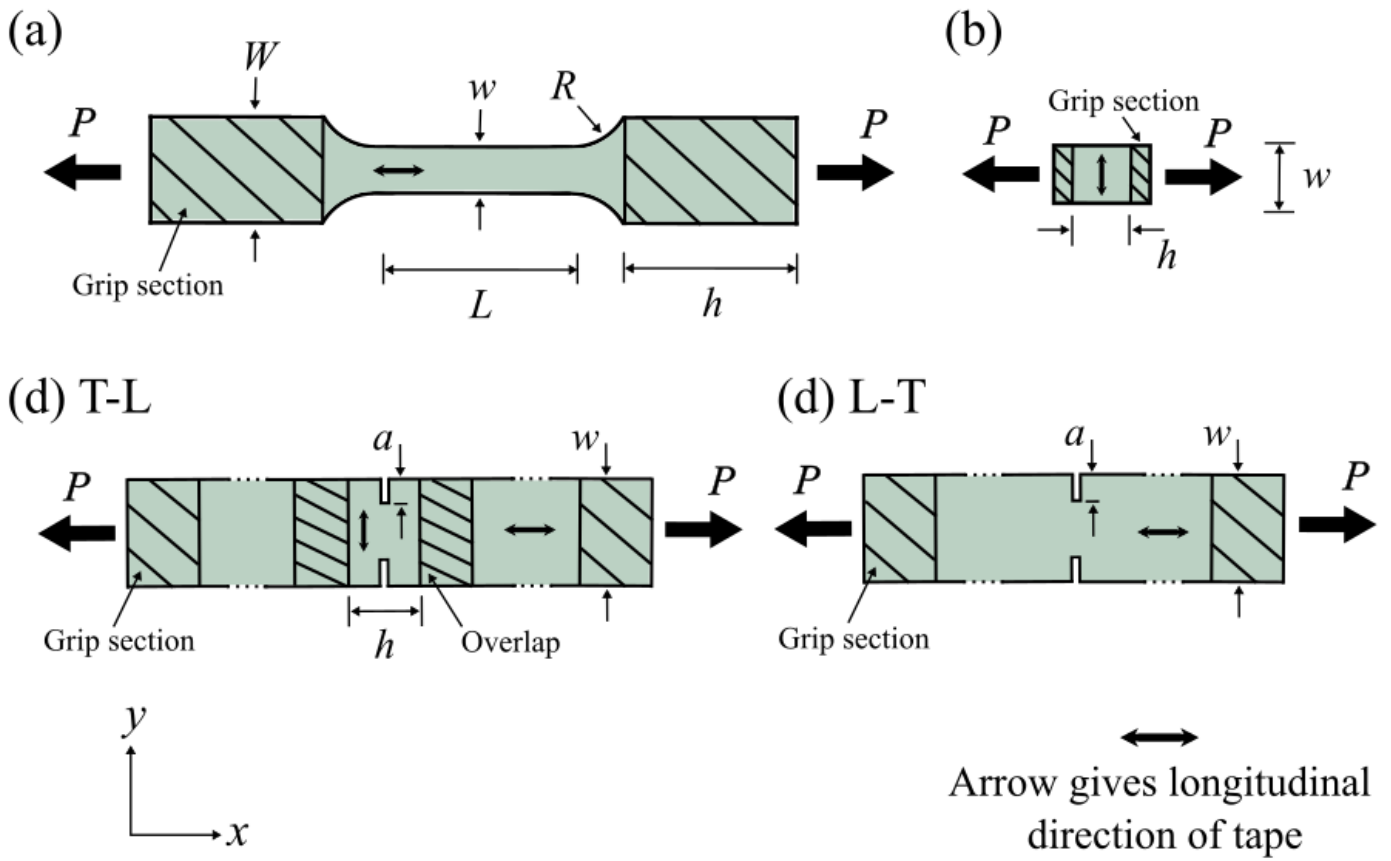 (a)
(b)
W
w
R
P
P
Grip section
L
h
Grip section
P
P
w
h
(d) T-L
(d) L-T
a
w
P
P
Grip section
h
Overlap
a
w
P
P
Grip section
y
x
Arrow gives longitudinal
direction of tape